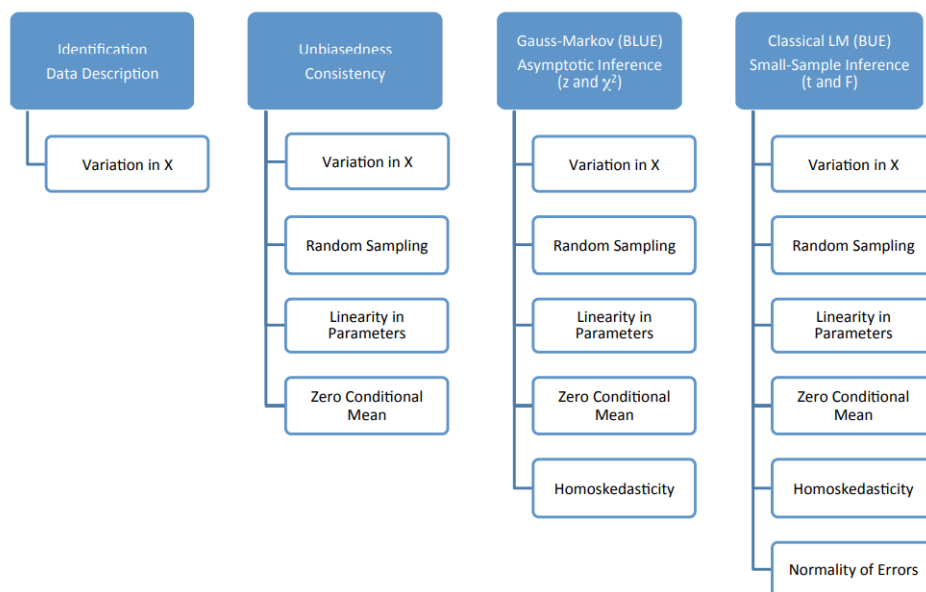 Identification
Data Description
Variation in X
Unbiasedness
Consistency
Variation in X
Random Sampling
Linearity in
Parameters
Zero Conditional
Mean
Gauss-Markov (BLUE)
Asymptotic Inference
(z and χ²)
Variation in X
Random Sampling
Linearity in
Parameters
Zero Conditional
Mean
Homoskedasticity
Classical LM (BUE)
Small-Sample Inference
(t and F)
Variation in X
Random Sampling
Linearity in
Parameters
Zero Conditional
Mean
Homoskedasticity
Normality of Errors